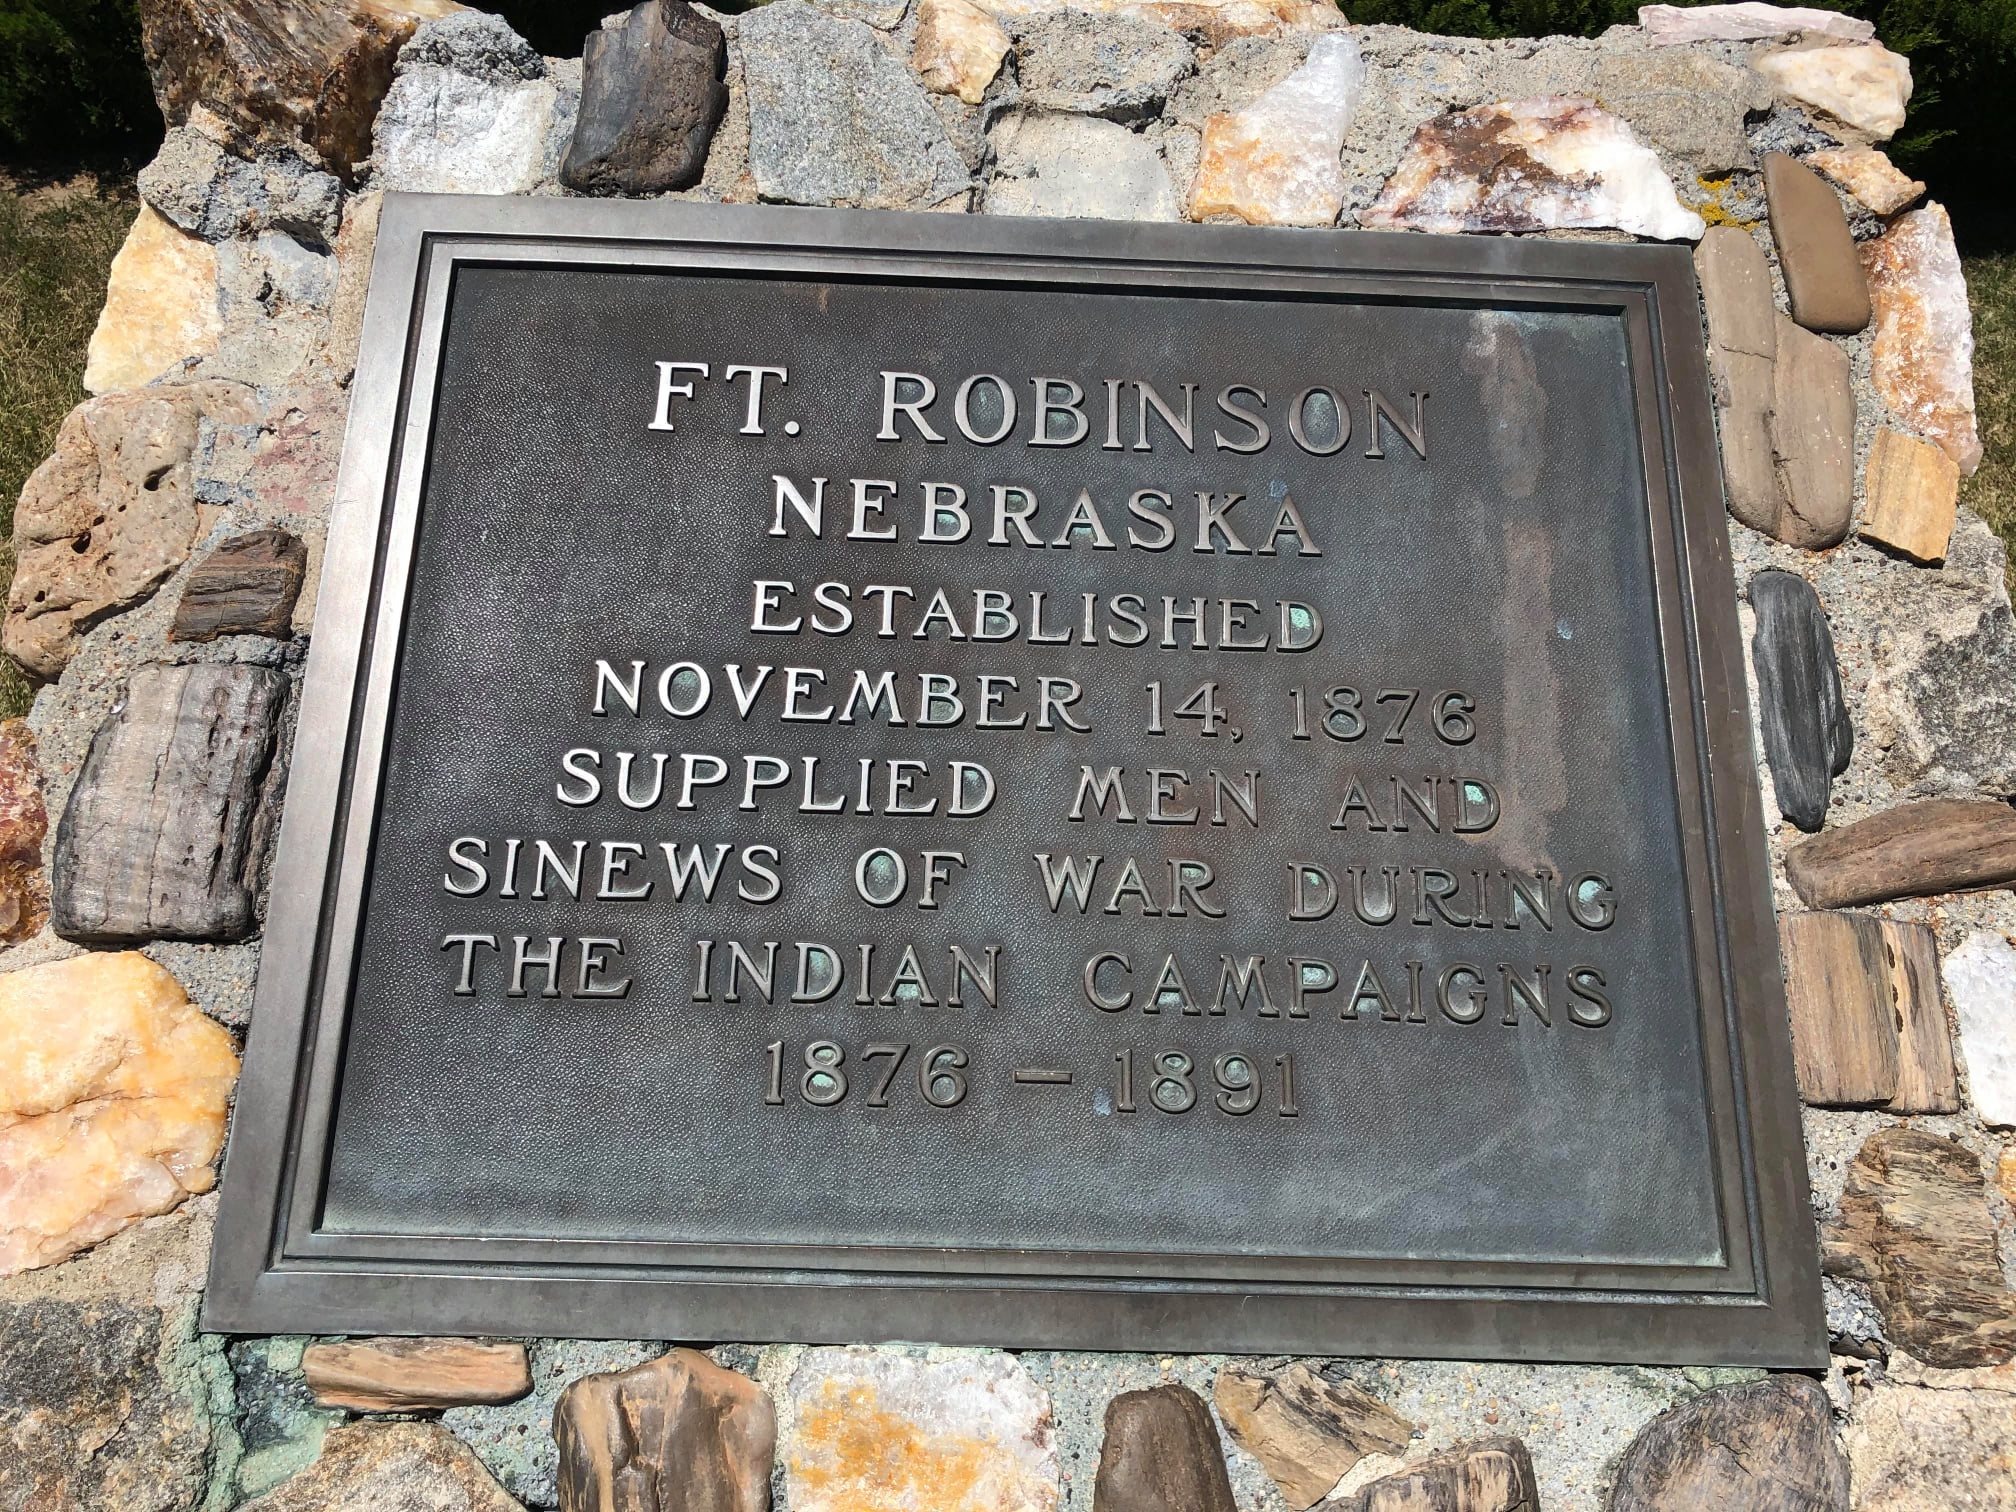 FT. ROBINSON
NEBRASKA
ESTABLISHED
NOVEMBER 14, 1876
SUPPLIED MEN AND
SINEWS OF WAR DURING
THE INDIAN CAMPAIGNS
1876 – 1891